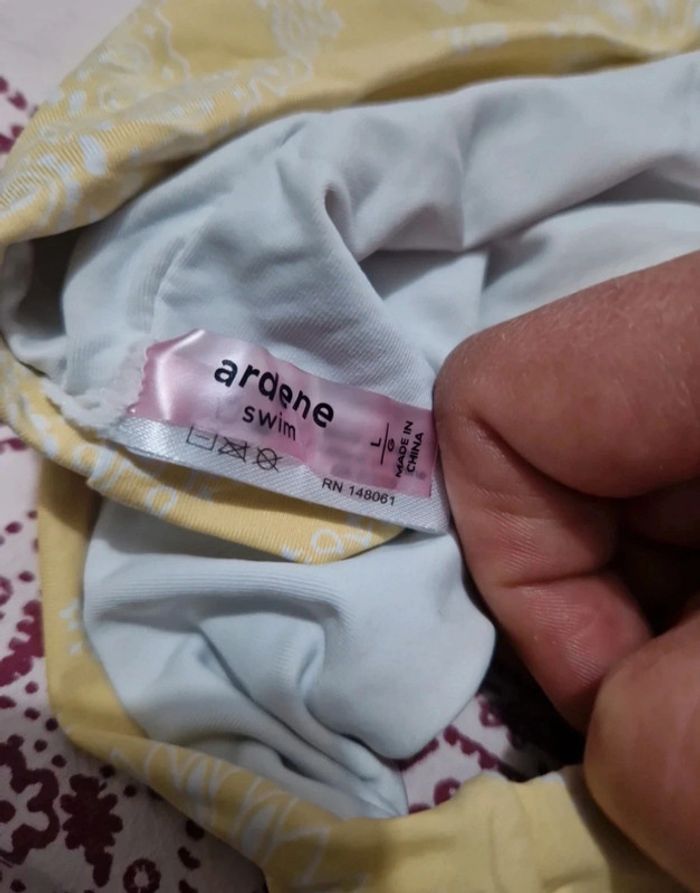 ardene
swim
L
G
MADE IN
CHINA
RN 148061